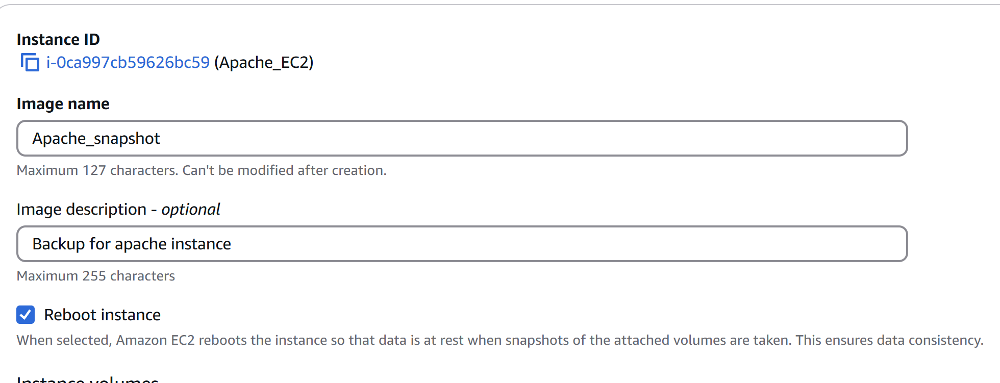 Instance ID
i-0ca997cb59626bc59 (Apache_EC2)
Image name
Apache_snapshot
Maximum 127 characters. Can't be modified after creation.
Image description - optional
Backup for apache instance
Maximum 255 characters
Reboot instance
When selected, Amazon EC2 reboots the instance so that data is at rest when snapshots of the attached volumes are taken. This ensures data consistency.
Instance volumes